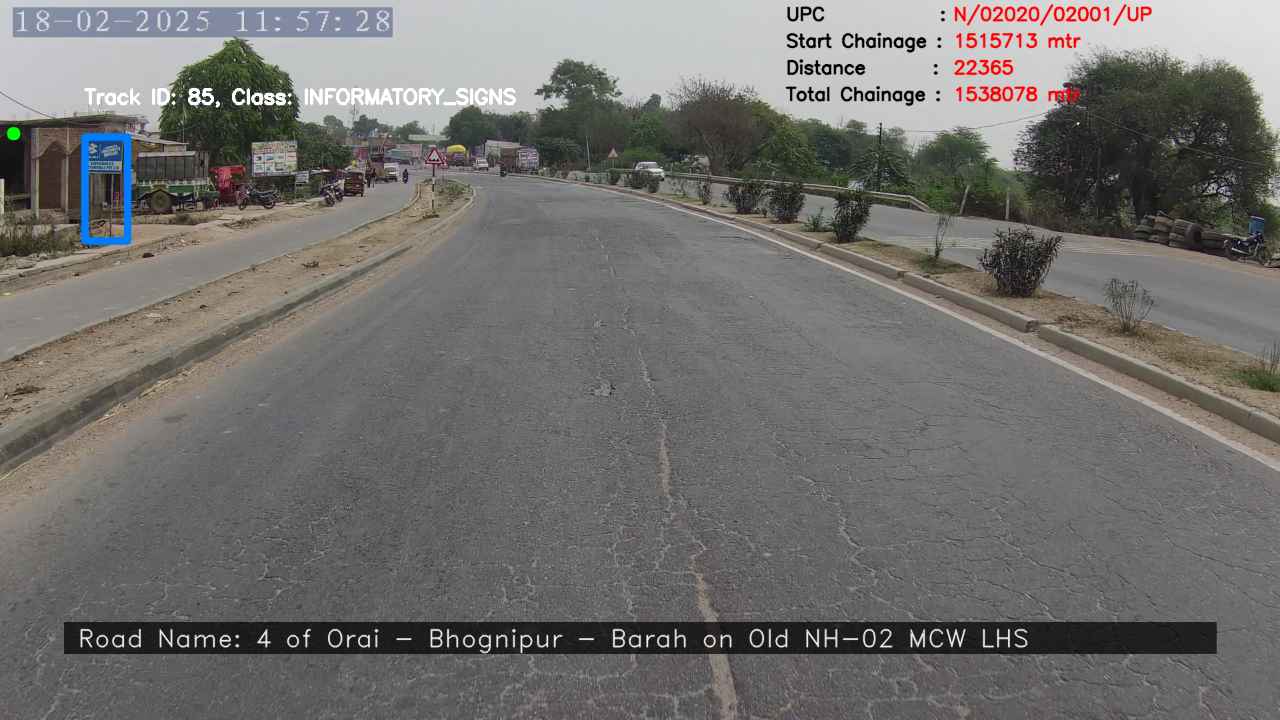 18-02-2025 11:57:28
UPC : N/02020/02001/UP
Start Chainage : 1515713 mtr
Distance : 22365
Total Chainage : 1538078 mtr
Track ID: 85, Class: INFORMATORY_SIGNS
Road Name: 4 of Orai - Bhognipur - Barah on Old NH-02 MCW LHS